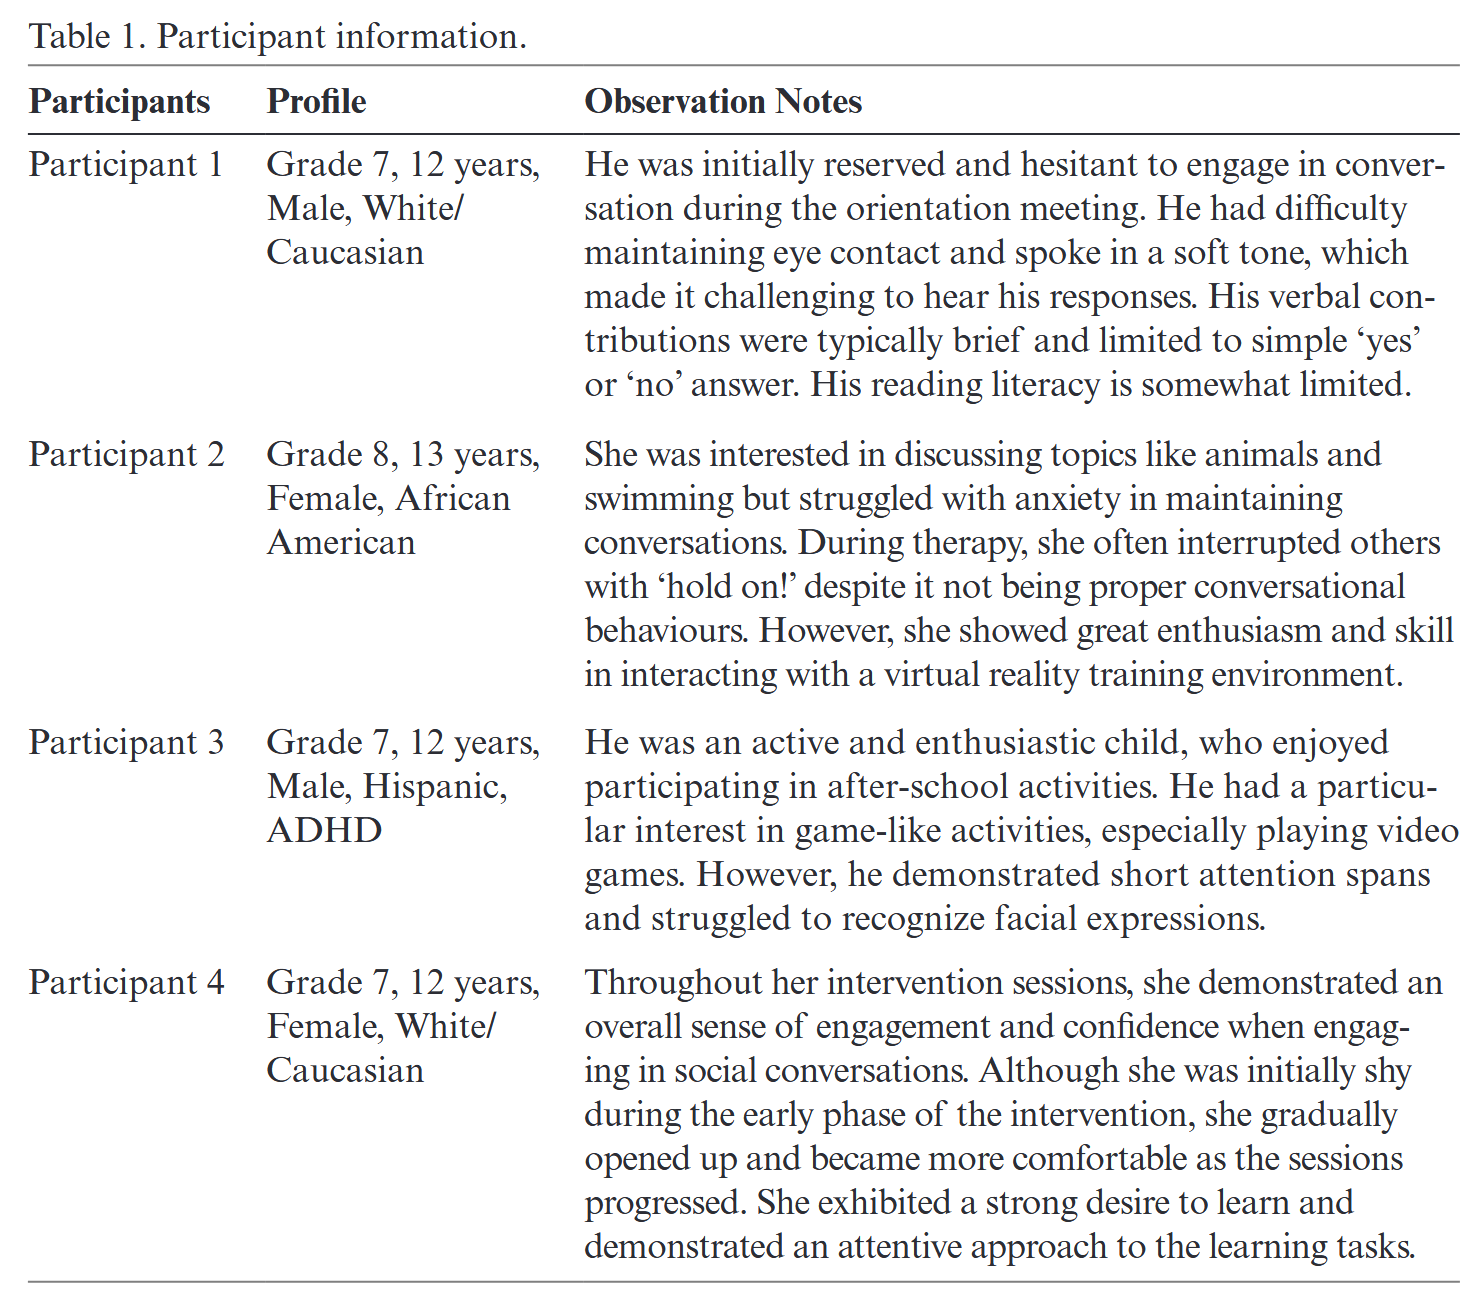 Table 1. Participant information.
Participants Profile Observation Notes
Participant 1 Grade 7, 12 years, He was initially reserved and hesitant to engage in conver-
Male, White/ sation during the orientation meeting. He had difficulty
Caucasian maintaining eye contact and spoke in a soft tone, which
made it challenging to hear his responses. His verbal con-
tributions were typically brief and limited to simple ‘yes’
or ‘no’ answer. His reading literacy is somewhat limited.
Participant 2 Grade 8, 13 years, She was interested in discussing topics like animals and
Female, African swimming but struggled with anxiety in maintaining
American conversations. During therapy, she often interrupted others
with ‘hold on!’ despite it not being proper conversational
behaviours. However, she showed great enthusiasm and skill
in interacting with a virtual reality training environment.
Participant 3 Grade 7, 12 years, He was an active and enthusiastic child, who enjoyed
Male, Hispanic, participating in after-school activities. He had a particu-
ADHD lar interest in game-like activities, especially playing video
games. However, he demonstrated short attention spans
and struggled to recognize facial expressions.
Participant 4 Grade 7, 12 years, Throughout her intervention sessions, she demonstrated an
Female, White/ overall sense of engagement and confidence when engag-
Caucasian ing in social conversations. Although she was initially shy
during the early phase of the intervention, she gradually
opened up and became more comfortable as the sessions
progressed. She exhibited a strong desire to learn and
demonstrated an attentive approach to the learning tasks.